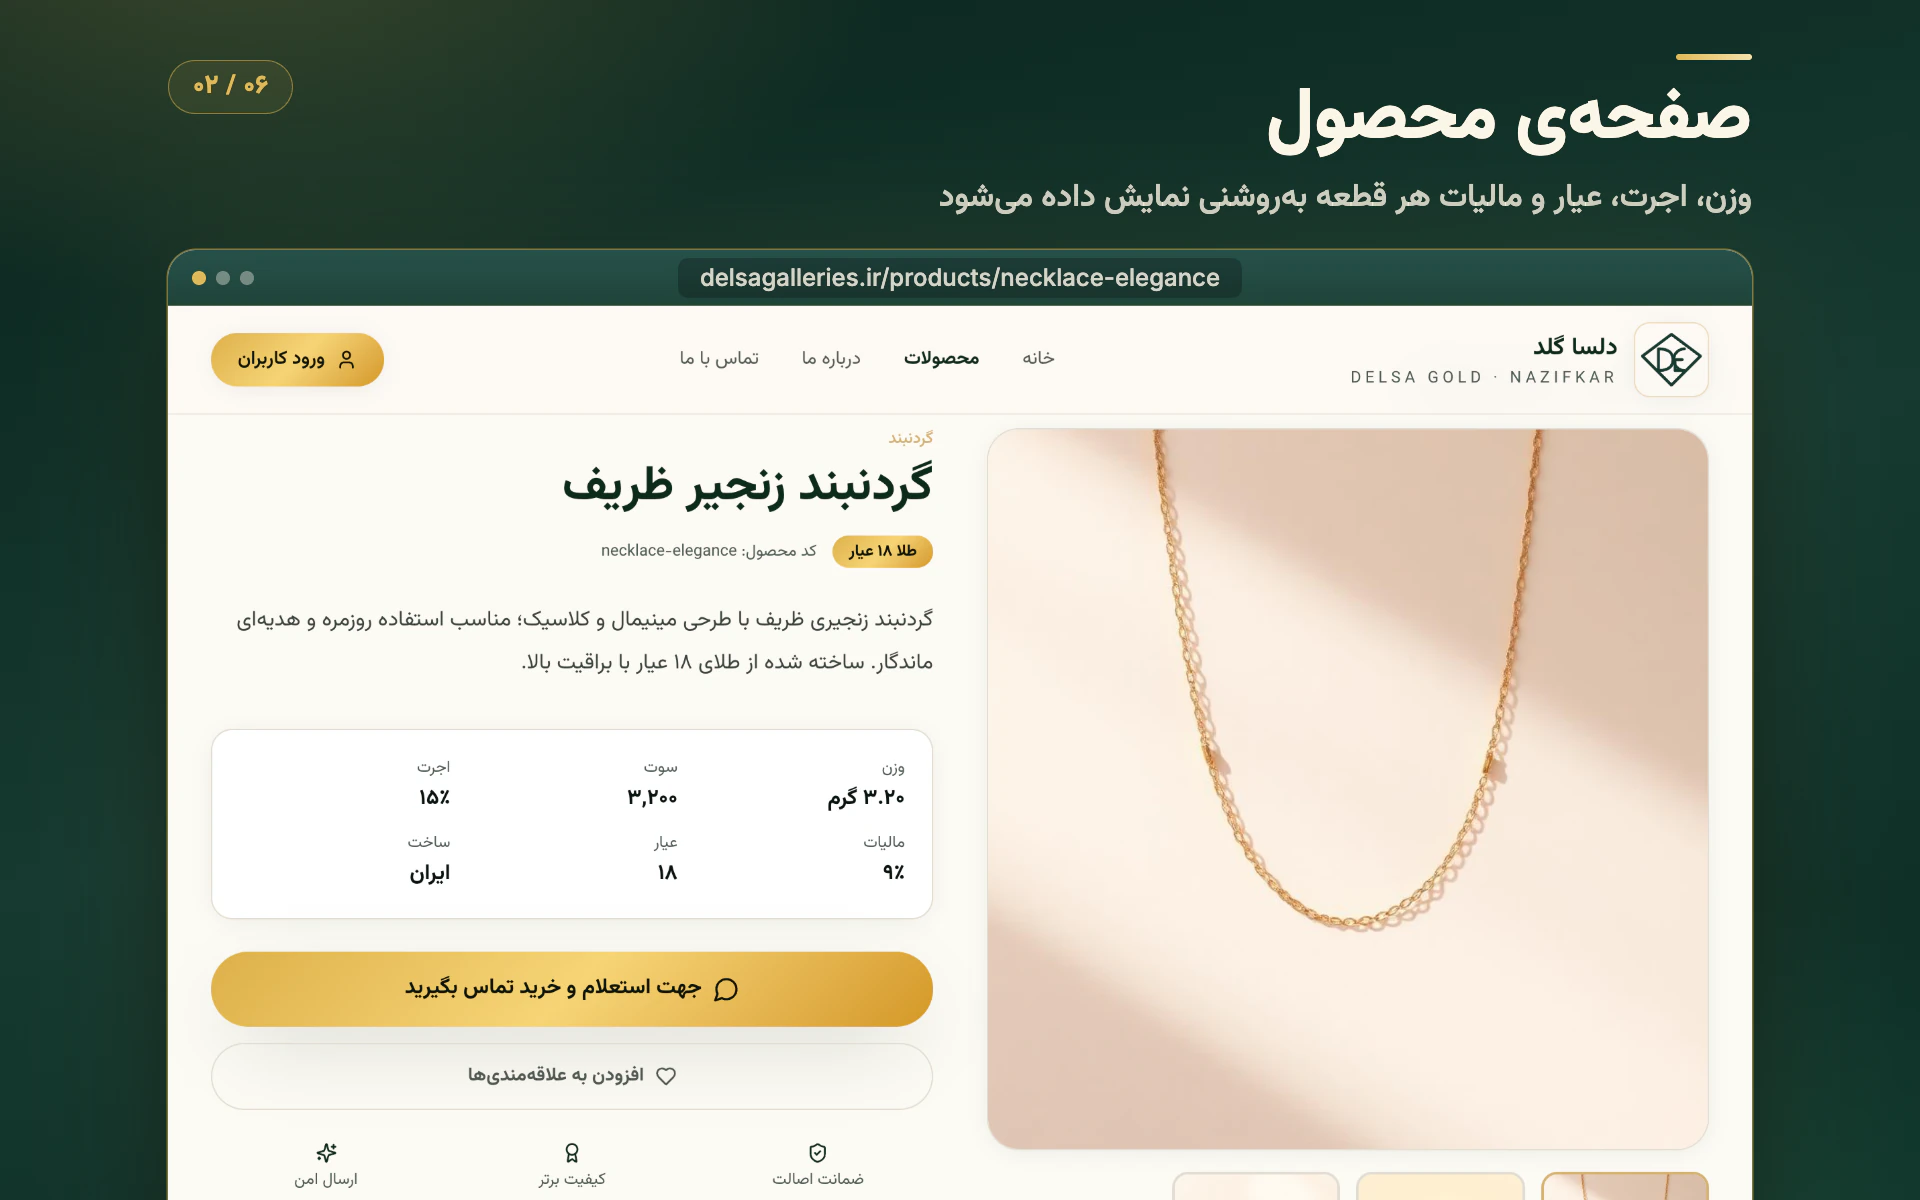 صفحه‌ی محصول
۰۲ / ۰۶
وزن، اجرت، عیار و مالیات هر قطعه به‌روشنی نمایش داده می‌شود
delsagalleries.ir/products/necklace-elegance
دلسا گلد
DELSA GOLD · NAZIFKAR
خانه
محصولات
درباره ما
تماس با ما
ورود کاربران
گردنبند
گردنبند زنجیر ظریف
طلا ۱۸ عیار
کد محصول: necklace-elegance
گردنبند زنجیری ظریف با طرحی مینیمال و کلاسیک؛ مناسب استفاده روزمره و هدیه‌ای
ماندگار. ساخته شده از طلای ۱۸ عیار با براقیت بالا.
وزن
۳.۲۰ گرم
سوت
۳,۲۰۰
اجرت
۱۵٪
مالیات
۹٪
عیار
۱۸
ساخت
ایران
جهت استعلام و خرید تماس بگیرید
افزودن به علاقه‌مندی‌ها
ضمانت اصالت
کیفیت برتر
ارسال امن